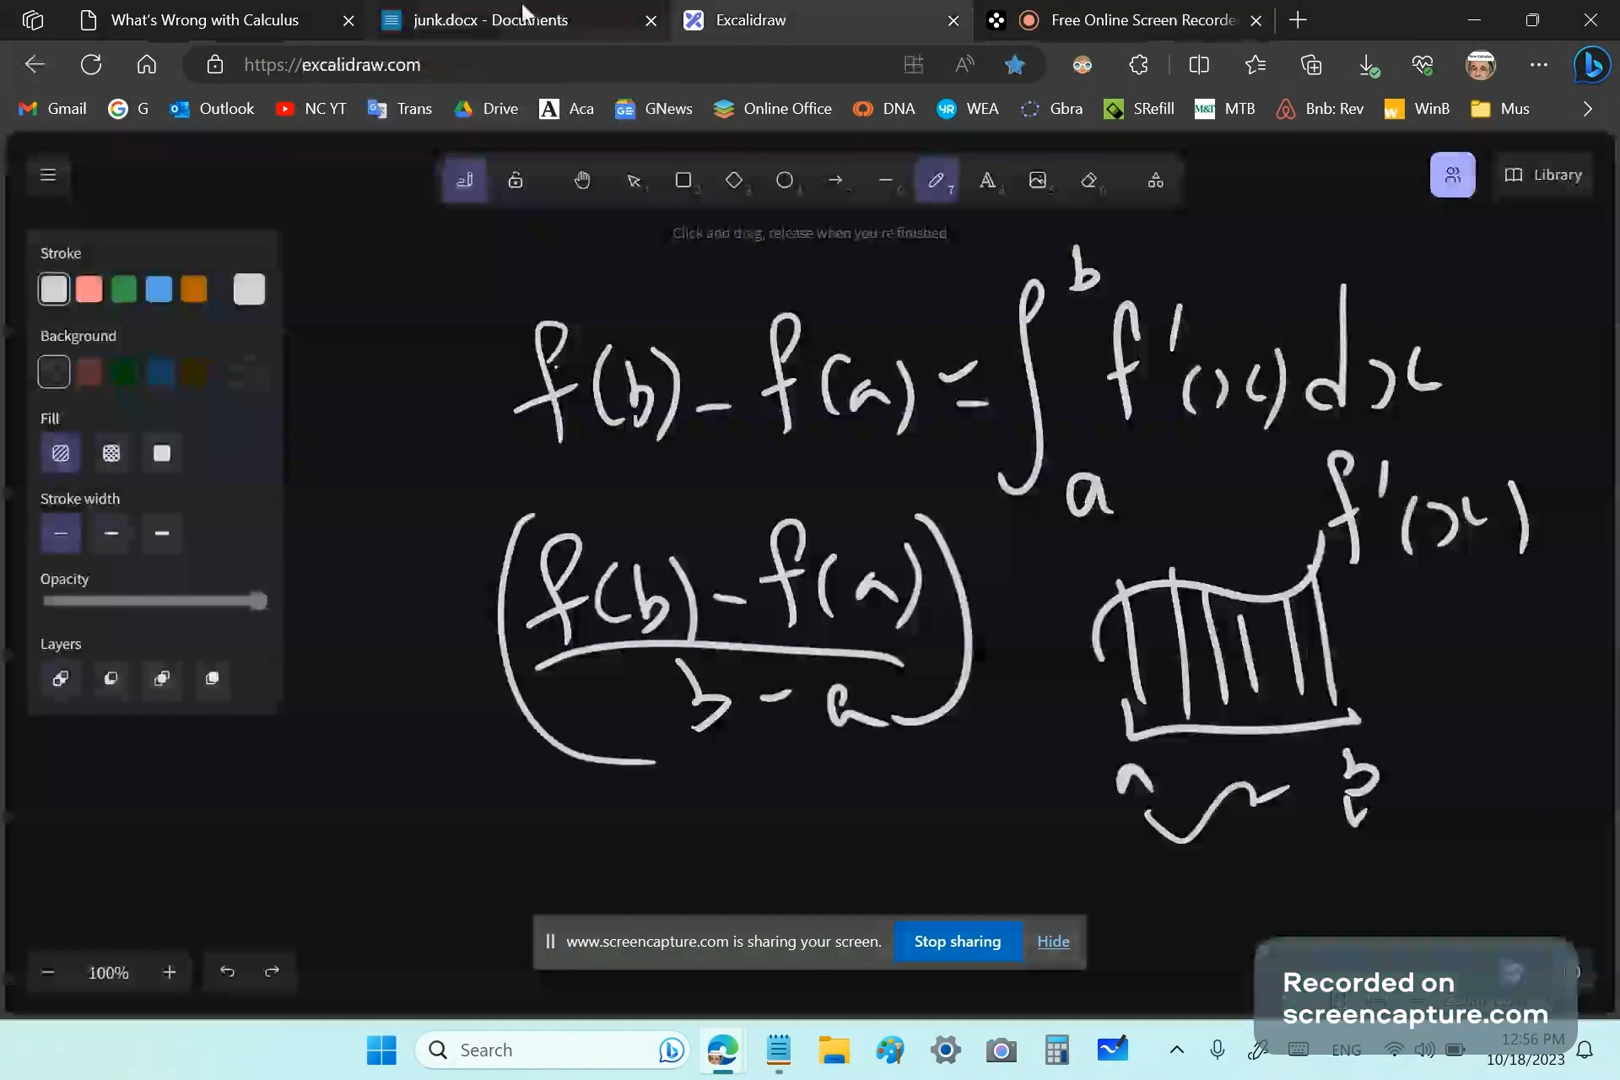 What's Wrong with Calculus
junk.docx - Documents
Excalidraw
Free Online Screen Recorde
https://excalidraw.com
Gmail
G
Outlook
NC YT
Trans
Drive
A Aca
GNews
Online Office
DNA
YR WEA
Gbra
SRefill
M&T MTB
Bnb: Rev
WinB
Mus
Library
Click and drag, release when you're finished
Stroke
Background
Fill
Stroke width
Opacity
Layers
f(b) - f(a) = ∫ₐᵇ f'(x) dx
f'(x)
(f(b) - f(a)
b - a)
a b
www.screencapture.com is sharing your screen.
Stop sharing
Hide
100%
Recorded on
screencapture.com
Search
ENG
12:56 PM
10/18/2023